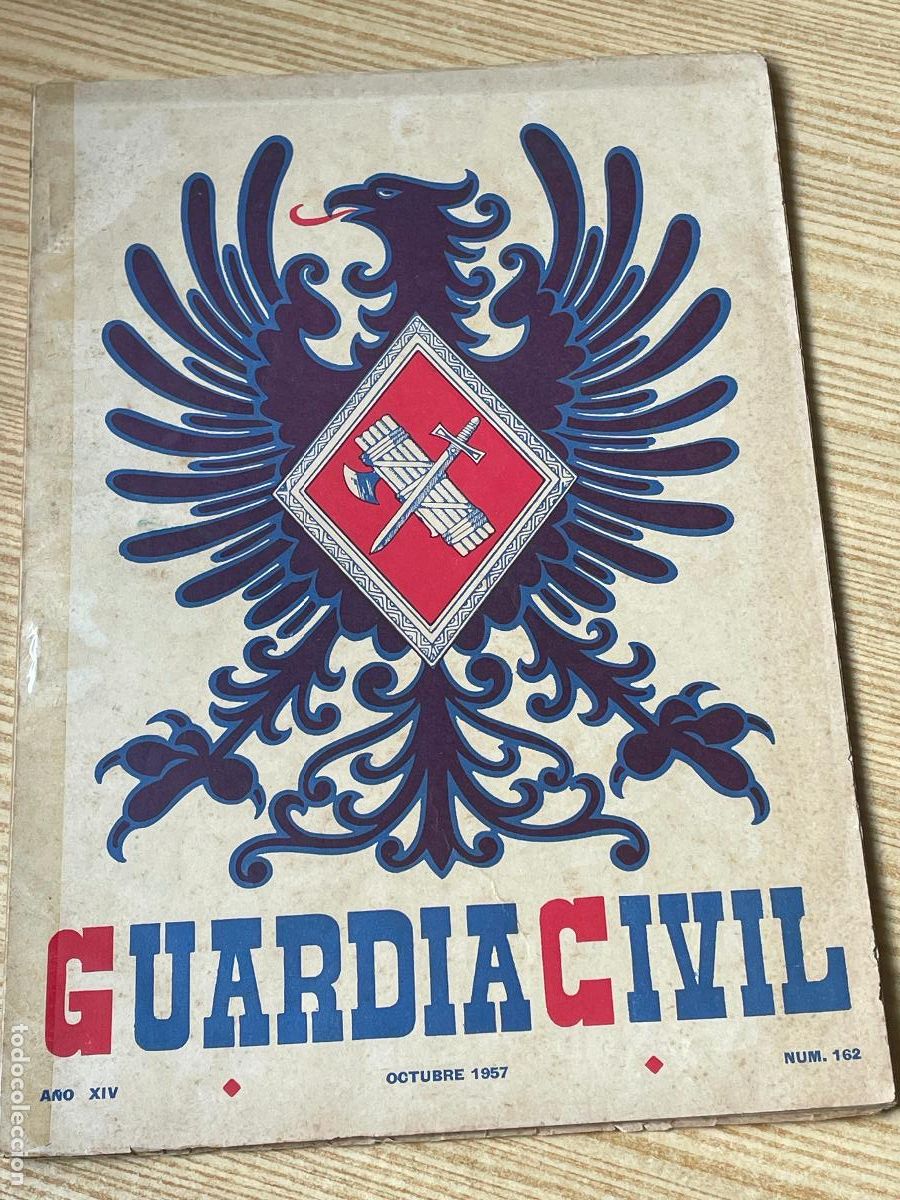 GUARDIA CIVIL
AÑO XIV
OCTUBRE 1957
NUM. 162
todocoleccion